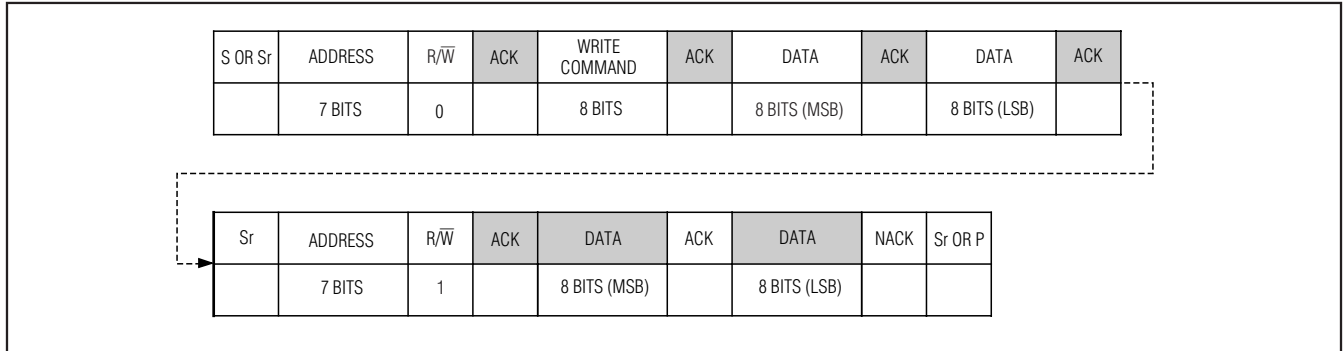 S OR Sr ADDRESS R/W̅ ACK WRITE COMMAND ACK DATA ACK DATA ACK
7 BITS 0 8 BITS 8 BITS (MSB) 8 BITS (LSB)
Sr ADDRESS R/W̅ ACK DATA ACK DATA NACK Sr OR P
7 BITS 1 8 BITS (MSB) 8 BITS (LSB)